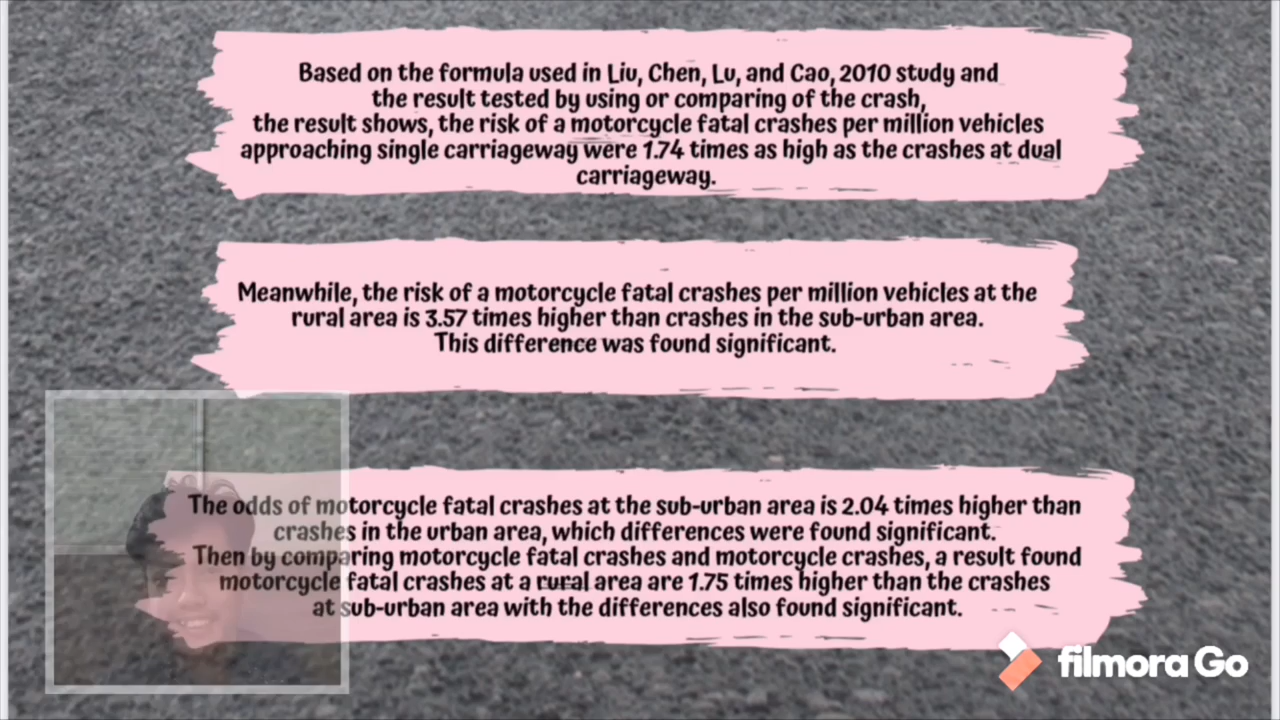 Based on the formula used in Liu, Chen, Lu, and Cao, 2010 study and
the result tested by using or comparing of the crash,
the result shows, the risk of a motorcycle fatal crashes per million vehicles
approaching single carriageway were 1.74 times as high as the crashes at dual
carriageway.
Meanwhile, the risk of a motorcycle fatal crashes per million vehicles at the
rural area is 3.57 times higher than crashes in the sub-urban area.
This difference was found significant.
The odds of motorcycle fatal crashes at the sub-urban area is 2.04 times higher than
crashes in the urban area, which differences were found significant.
Then by comparing motorcycle fatal crashes and motorcycle crashes, a result found
motorcycle fatal crashes at a rural area are 1.75 times higher than the crashes
at sub-urban area with the differences also found significant.
filmora Go